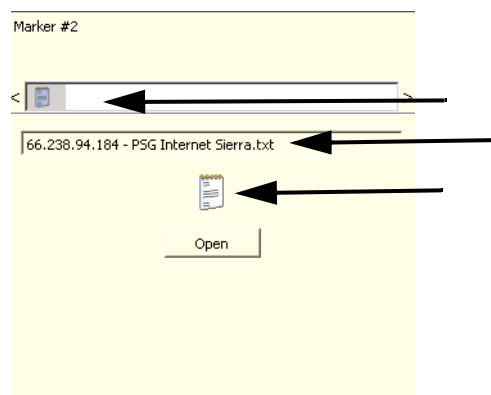 Marker #2
< >
66.238.94.184 - PSG Internet Sierra.txt
Open